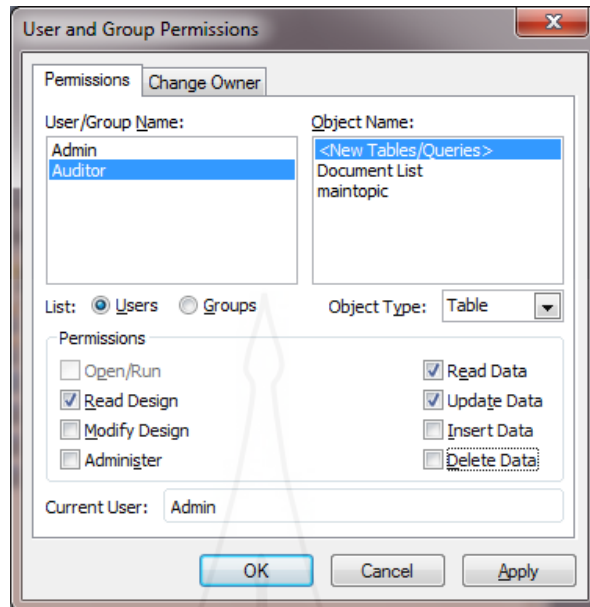 User and Group Permissions
Permissions Change Owner
User/Group Name: Object Name:
Admin <New Tables/Queries>
Auditor Document List
maintopic
List: Users Groups Object Type: Table
Permissions
Open/Run Read Data
Read Design Update Data
Modify Design Insert Data
Administer Delete Data
Current User: Admin
OK Cancel Apply